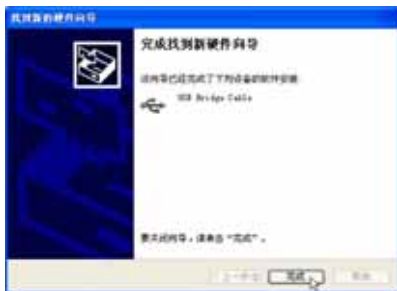 找到新的硬件向导
完成找到新硬件向导
该向导已经完成了下列设备的软件安装:
USB Bridge Cable
要关闭向导，请单击“完成”。
完成
取消